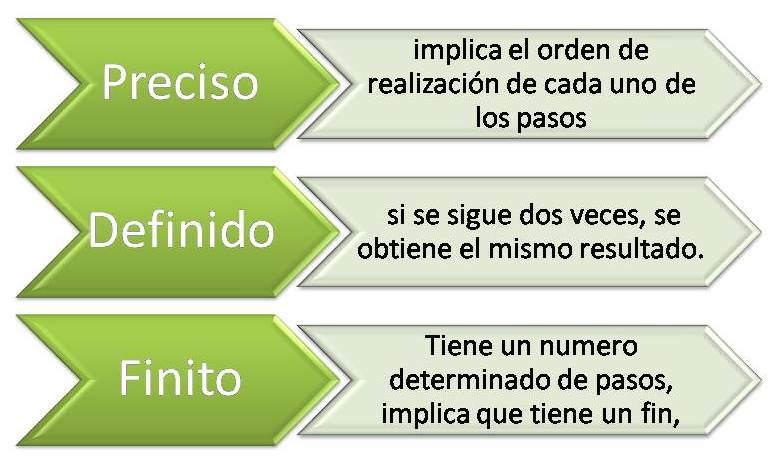 Preciso
implica el orden de
realización de cada uno de
los pasos
Definido
si se sigue dos veces, se
obtiene el mismo resultado.
Finito
Tiene un numero
determinado de pasos,
implica que tiene un fin,